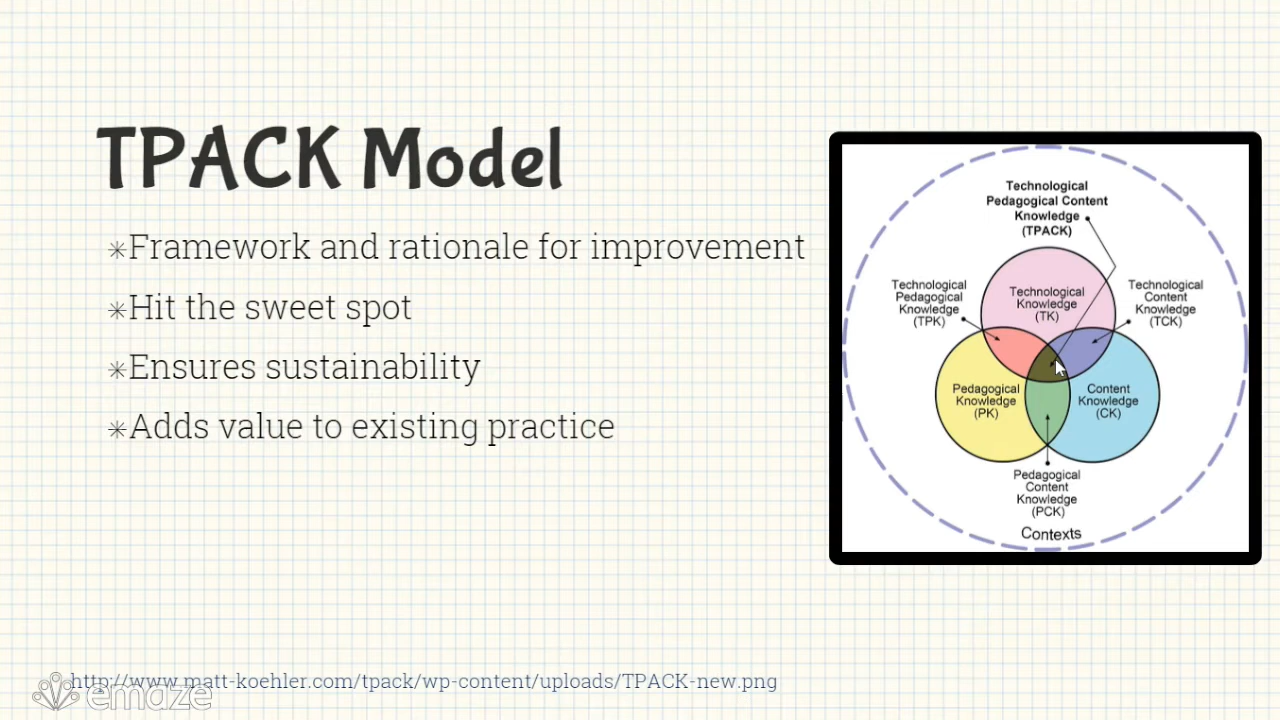 TPACK Model
✳Framework and rationale for improvement
✳Hit the sweet spot
✳Ensures sustainability
✳Adds value to existing practice
Technological
Pedagogical Content
Knowledge
(TPACK)
Technological
Pedagogical
Knowledge
(TPK)
Technological
Knowledge
(TK)
Technological
Content
Knowledge
(TCK)
Pedagogical
Knowledge
(PK)
Content
Knowledge
(CK)
Pedagogical
Content
Knowledge
(PCK)
Contexts
http://www.matt-koehler.com/tpack/wp-content/uploads/TPACK-new.png
emaze